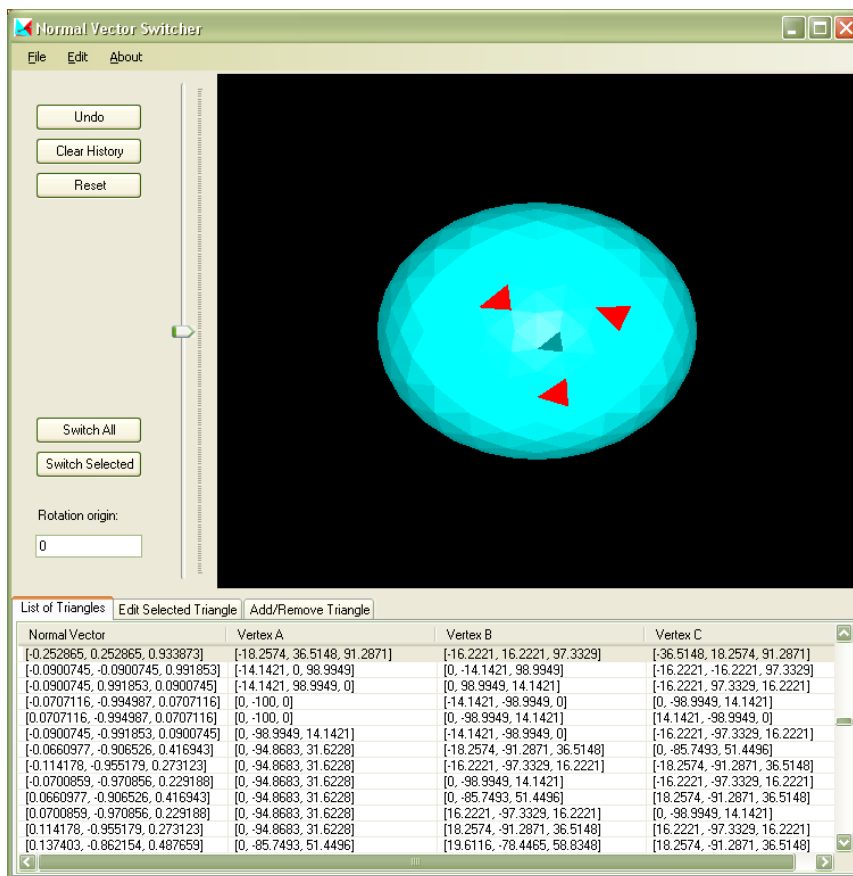 Normal Vector Switcher
File Edit About
Undo
Clear History
Reset
Switch All
Switch Selected
Rotation origin:
0
List of Triangles Edit Selected Triangle Add/Remove Triangle
Normal Vector Vertex A Vertex B Vertex C
[-0.252865, 0.252865, 0.933873] [-18.2574, 36.5148, 91.2871] [-16.2221, 16.2221, 97.3329] [-36.5148, 18.2574, 91.2871]
[-0.0900745, -0.0900745, 0.991853] [-14.1421, 0, 98.9949] [0, -14.1421, 98.9949] [-16.2221, -16.2221, 97.3329]
[-0.0900745, 0.991853, 0.0900745] [-14.1421, 98.9949, 0] [0, 98.9949, 14.1421] [-16.2221, 97.3329, 16.2221]
[-0.0707116, -0.994987, 0.0707116] [0, -100, 0] [-14.1421, -98.9949, 0] [0, -98.9949, 14.1421]
[0.0707116, -0.994987, 0.0707116] [0, -100, 0] [0, -98.9949, 14.1421] [14.1421, -98.9949, 0]
[-0.0900745, -0.991853, 0.0900745] [0, -98.9949, 14.1421] [-14.1421, -98.9949, 0] [-16.2221, -97.3329, 16.2221]
[-0.0660977, -0.906526, 0.416943] [0, -94.8683, 31.6228] [-18.2574, -91.2871, 36.5148] [0, -85.7493, 51.4496]
[-0.114178, -0.955179, 0.273123] [0, -94.8683, 31.6228] [-16.2221, -97.3329, 16.2221] [-18.2574, -91.2871, 36.5148]
[-0.0700859, -0.970856, 0.229188] [0, -94.8683, 31.6228] [0, -98.9949, 14.1421] [-16.2221, -97.3329, 16.2221]
[0.0660977, -0.906526, 0.416943] [0, -94.8683, 31.6228] [0, -85.7493, 51.4496] [18.2574, -91.2871, 36.5148]
[0.0700859, -0.970856, 0.229188] [0, -94.8683, 31.6228] [16.2221, -97.3329, 16.2221] [0, -98.9949, 14.1421]
[0.114178, -0.955179, 0.273123] [0, -94.8683, 31.6228] [18.2574, -91.2871, 36.5148] [16.2221, -97.3329, 16.2221]
[0.137403, -0.862154, 0.487659] [0, -85.7493, 51.4496] [19.6116, -78.4465, 58.8348] [18.2574, -91.2871, 36.5148]